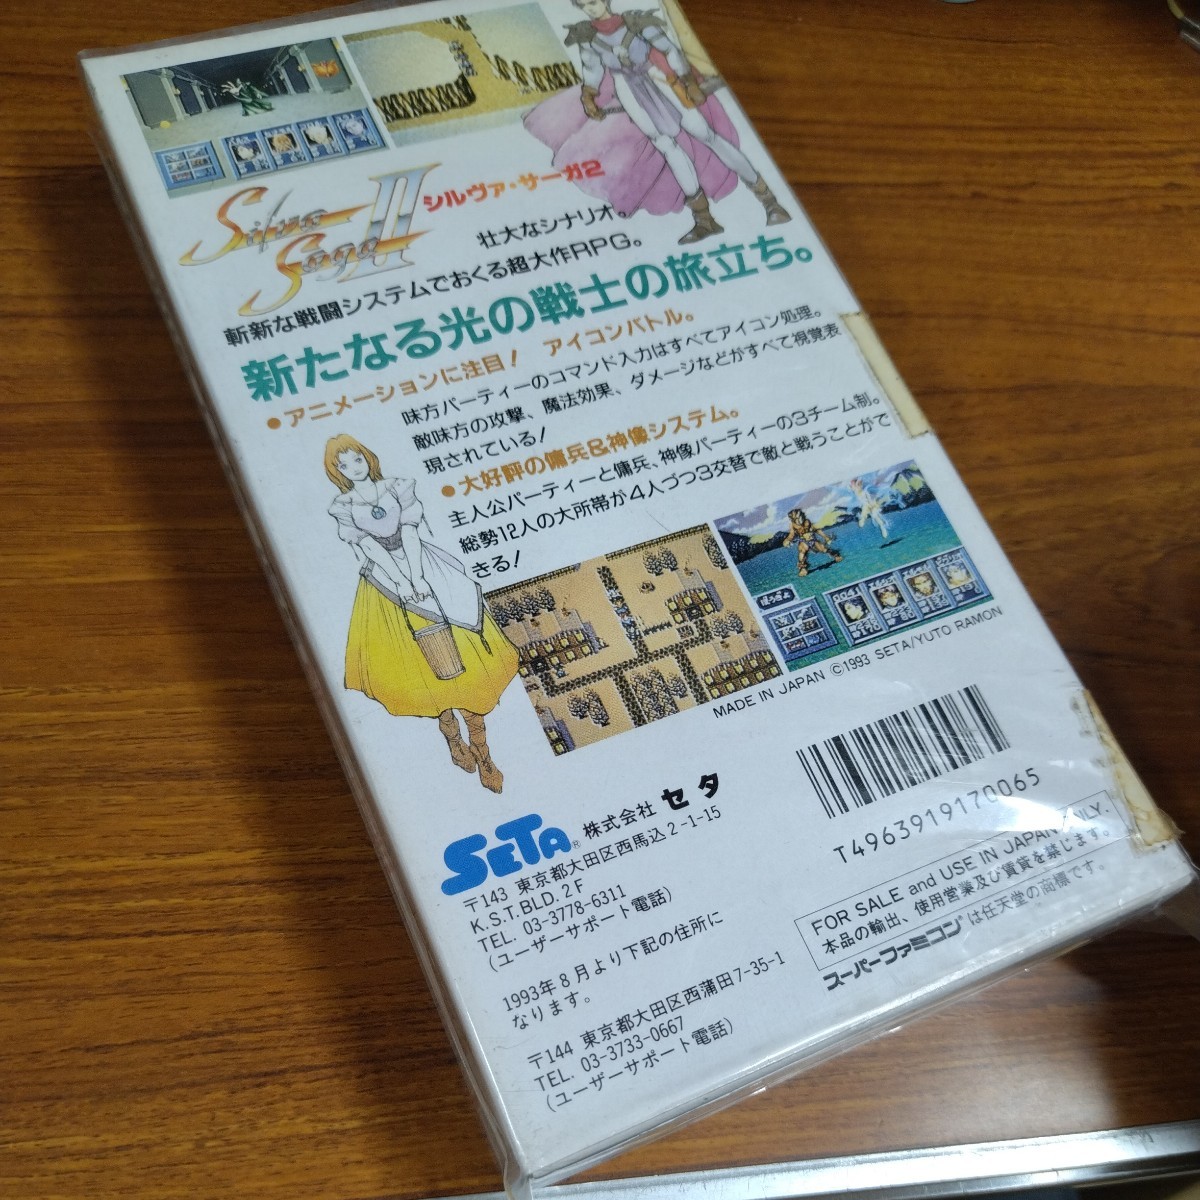 Silva Saga II
シルヴァ・サーガ2
壮大なシナリオ。
斬新な戦闘システムでおくる超大作RPG。
新たなる光の戦士の旅立ち。
●アニメーションに注目! アイコンバトル。
味方パーティーのコマンド入力はすべてアイコン処理。
敵味方の攻撃、魔法効果、ダメージなどがすべて視覚表
現されている!
●大好評の傭兵&神像システム。
主人公パーティーと傭兵、神像パーティーの3チーム制。
総勢12人の大所帯が4人づつ3交替で敵と戦うことがで
きる!
ぼうぎょ
MADE IN JAPAN ©1993 SETA/YUTO RAMON
SETA® 株式会社 セタ
〒143 東京都大田区西馬込2-1-15
K.S.T.BLD. 2F
TEL. 03-3778-6311
(ユーザーサポート電話)
1993年8月より下記の住所に
なります。
〒144 東京都大田区西蒲田7-35-1
TEL. 03-3733-0667
(ユーザーサポート電話)
T4963919170065
FOR SALE and USE IN JAPAN ONLY.
本品の輸出、使用営業及び賃貸を禁じます。
スーパーファミコン®は任天堂の商標です。